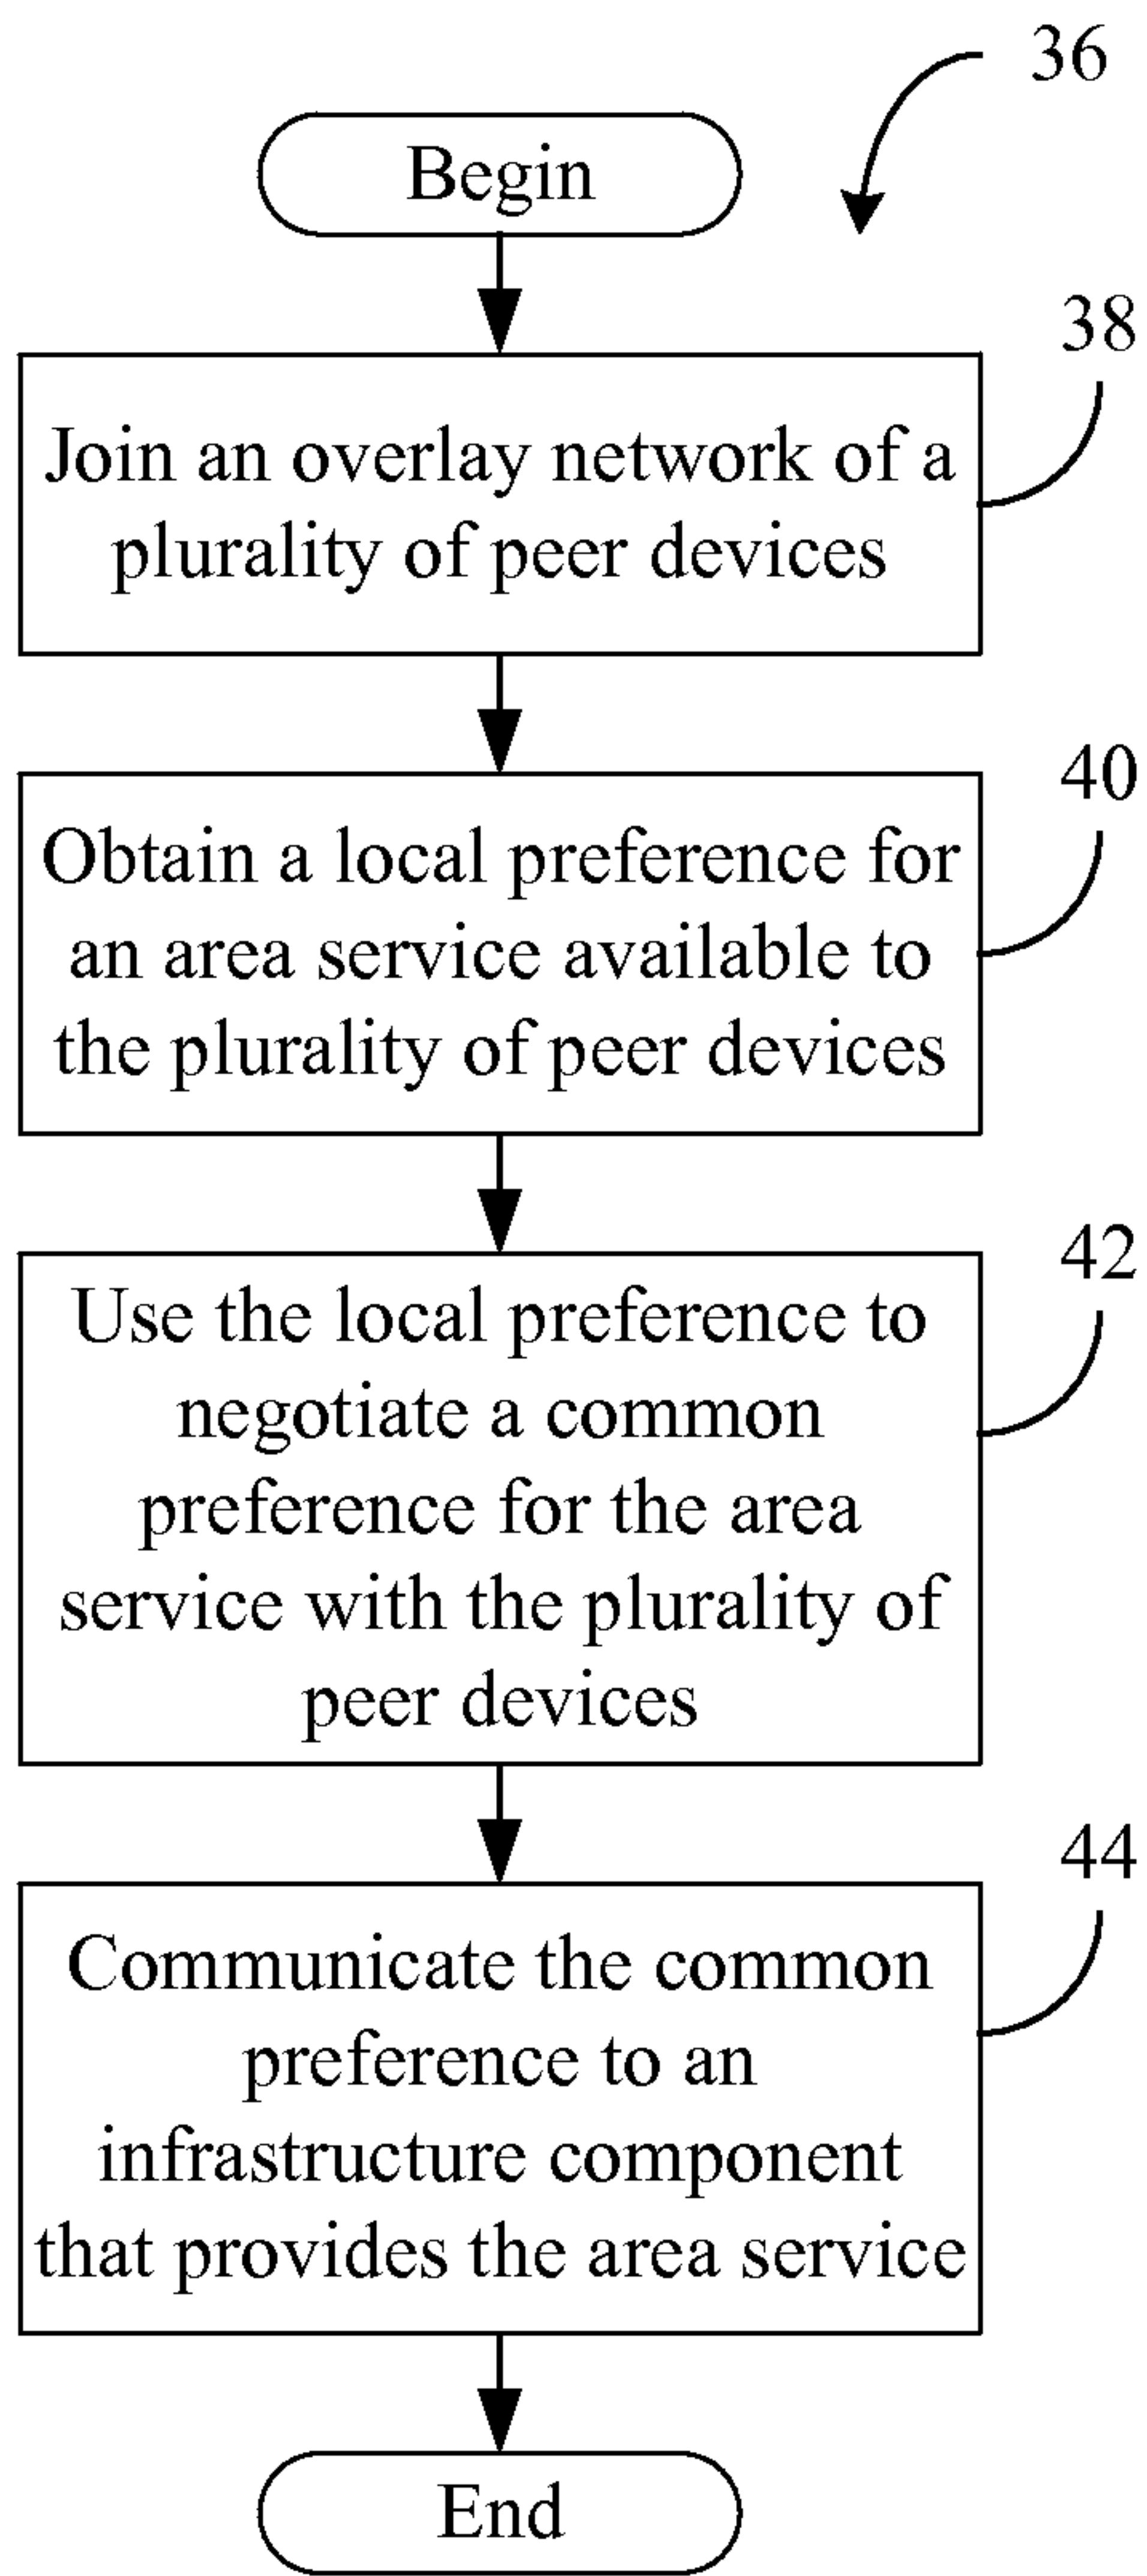 36
Begin
38
Join an overlay network of a
plurality of peer devices
40
Obtain a local preference for
an area service available to
the plurality of peer devices
42
Use the local preference to
negotiate a common
preference for the area
service with the plurality of
peer devices
44
Communicate the common
preference to an
infrastructure component
that provides the area service
End